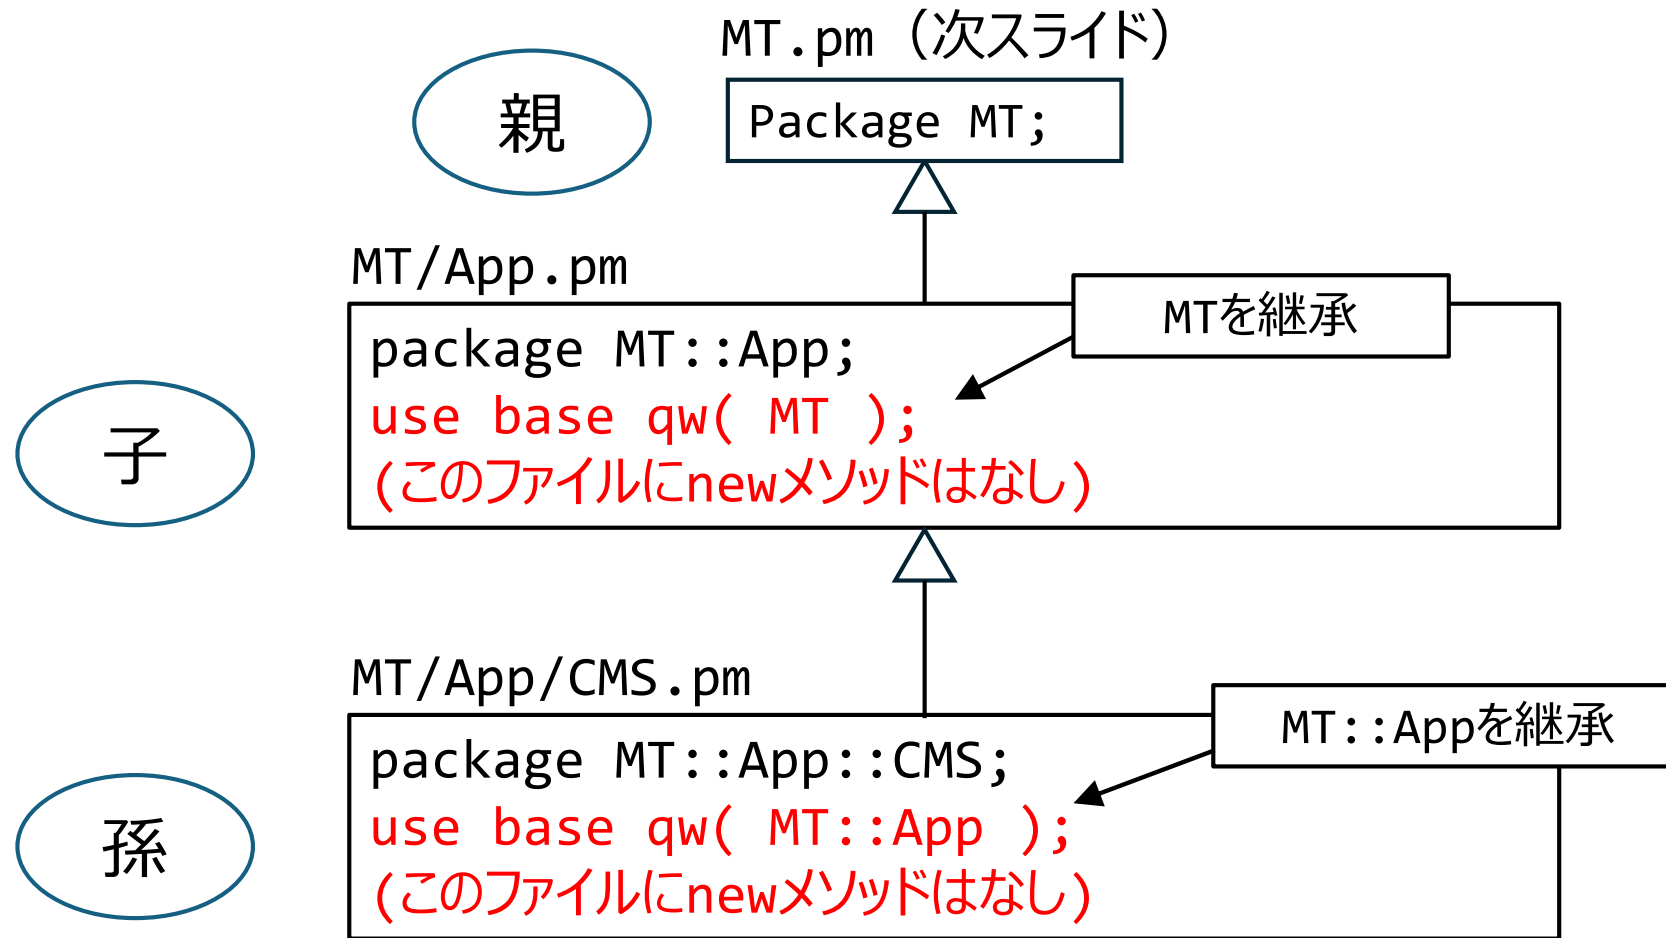 MT.pm（次スライド）
親
Package MT;
MT/App.pm
MTを継承
package MT::App;
use base qw( MT );
(このファイルにnewメソッドはなし)
子
MT/App/CMS.pm
MT::Appを継承
package MT::App::CMS;
use base qw( MT::App );
(このファイルにnewメソッドはなし)
孫